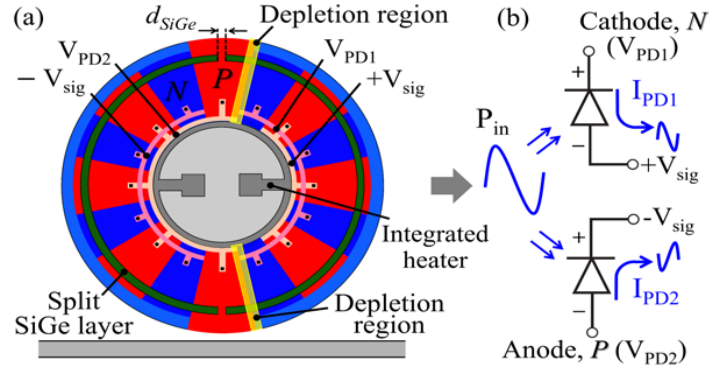 (a)
d_SiGe
Depletion region
V_PD2
V_PD1
− V_sig
+V_sig
N
P
Integrated
heater
Split
SiGe layer
Depletion
region
(b)
Cathode, N
(V_PD1)
+
I_PD1
P_in
−
+V_sig
-V_sig
+
I_PD2
−
Anode, P (V_PD2)